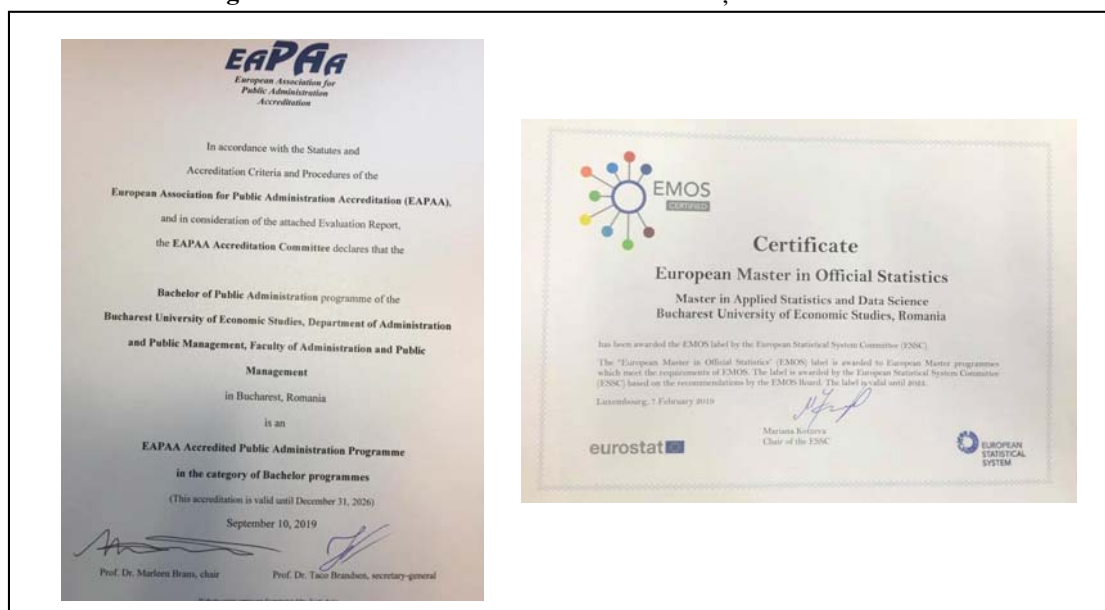 EAPAA
European Association for
Public Administration
Accreditation
In accordance with the Statutes and
Accreditation Criteria and Procedures of the
European Association for Public Administration Accreditation (EAPAA),
and in consideration of the attached Evaluation Report,
the EAPAA Accreditation Committee declares that the
Bachelor of Public Administration programme of the
Bucharest University of Economic Studies, Department of Administration
and Public Management, Faculty of Administration and Public
Management
in Bucharest, Romania
is an
EAPAA Accredited Public Administration Programme
in the category of Bachelor programmes
(This accreditation is valid until December 31, 2026)
September 10, 2019
Prof. Dr. Marleen Brans, chair
Prof. Dr. Taco Brandsen, secretary-general
EMOS
CERTIFIED
Certificate
European Master in Official Statistics
Master in Applied Statistics and Data Science
Bucharest University of Economic Studies, Romania
has been awarded the EMOS label by the European Statistical System Committee (ESSC)
The "European Master in Official Statistics" (EMOS) label is awarded to European Master programmes
which meet the requirements of EMOS. The label is awarded by the European Statistical System Committee
(ESSC) based on the recommendations by the EMOS Board. The label is valid until
Luxembourg, 7 February 2019
Mariana Kotzeva
Chair of the ESSC
eurostat
EUROPEAN
STATISTICAL
SYSTEM